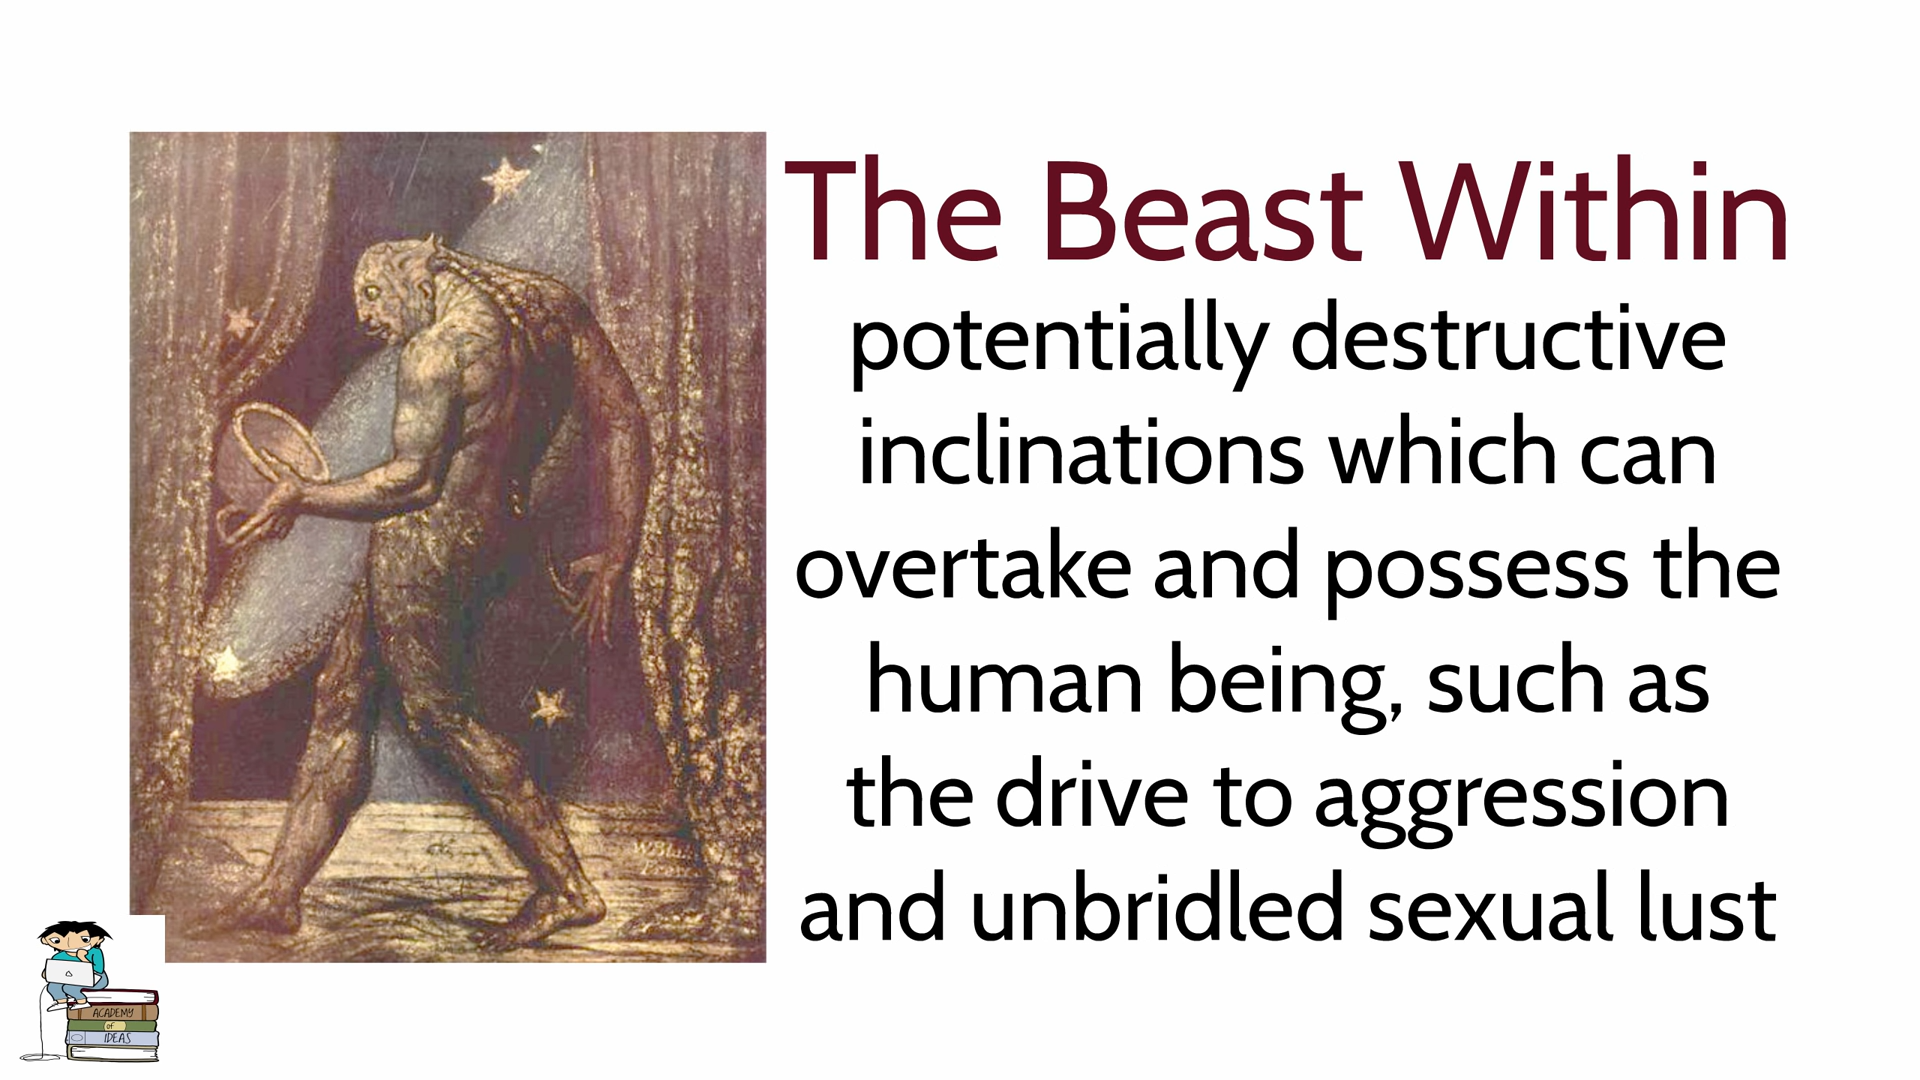 The Beast Within
potentially destructive
inclinations which can
overtake and possess the
human being, such as
the drive to aggression
and unbridled sexual lust
ACADEMY
of
IDEAS